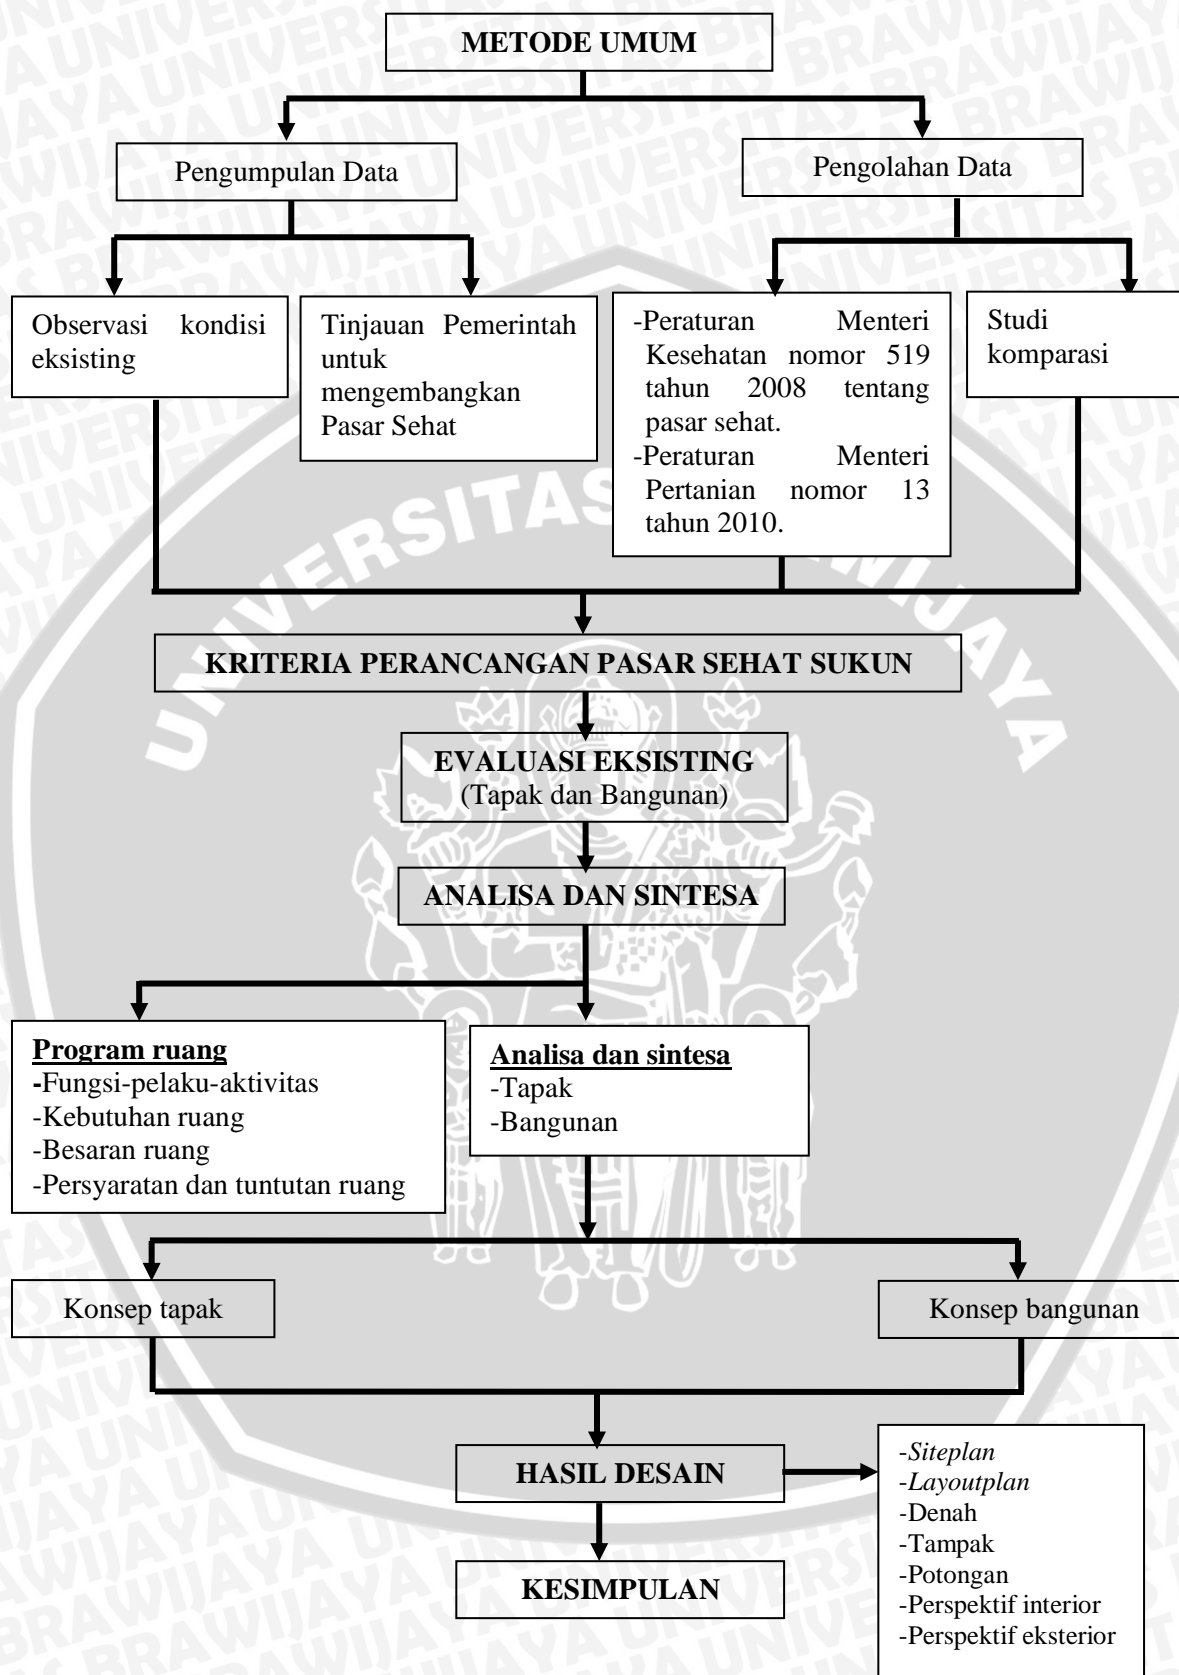 METODE UMUM
Pengumpulan Data
Pengolahan Data
Observasi kondisi
eksisting
Tinjauan Pemerintah
untuk
mengembangkan
Pasar Sehat
-Peraturan Menteri
Kesehatan nomor 519
tahun 2008 tentang
pasar sehat.
-Peraturan Menteri
Pertanian nomor 13
tahun 2010.
Studi
komparasi
KRITERIA PERANCANGAN PASAR SEHAT SUKUN
EVALUASI EKSISTING
(Tapak dan Bangunan)
ANALISA DAN SINTESA
Program ruang
-Fungsi-pelaku-aktivitas
-Kebutuhan ruang
-Besaran ruang
-Persyaratan dan tuntutan ruang
Analisa dan sintesa
-Tapak
-Bangunan
Konsep tapak
Konsep bangunan
HASIL DESAIN
-Siteplan
-Layoutplan
-Denah
-Tampak
-Potongan
-Perspektif interior
-Perspektif eksterior
KESIMPULAN